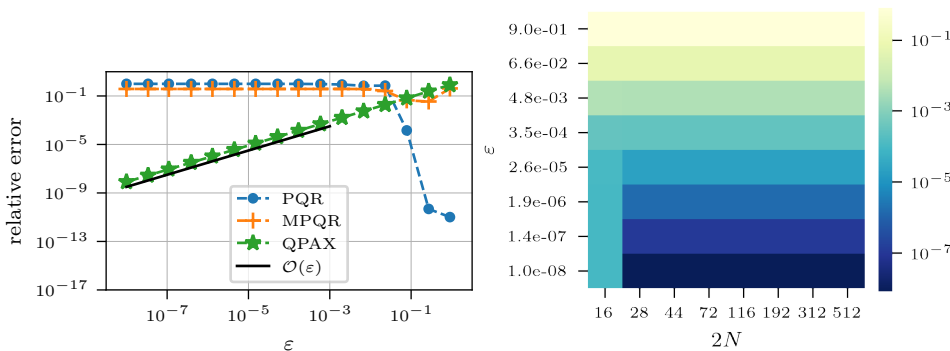 relative error
10⁻¹
10⁻⁵
10⁻⁹
10⁻¹³
10⁻¹⁷
PQR
MPQR
QPAX
𝒪(ε)
10⁻⁷ 10⁻⁵ 10⁻³ 10⁻¹
ε
ε
9.0e-01
6.6e-02
4.8e-03
3.5e-04
2.6e-05
1.9e-06
1.4e-07
1.0e-08
16 28 44 72 116 192 312 512
2N
10⁻¹
10⁻³
10⁻⁵
10⁻⁷